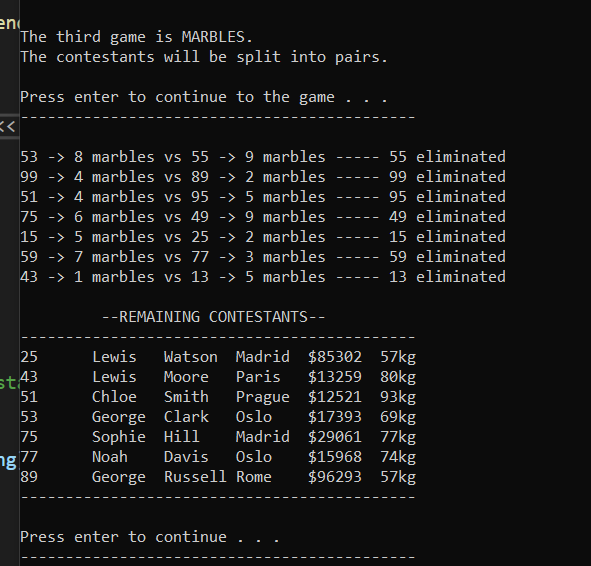 end
The third game is MARBLES.
The contestants will be split into pairs.
Press enter to continue to the game . . .
--------------------------------------------
<<
53 -> 8 marbles vs 55 -> 9 marbles ----- 55 eliminated
99 -> 4 marbles vs 89 -> 2 marbles ----- 99 eliminated
51 -> 4 marbles vs 95 -> 5 marbles ----- 95 eliminated
75 -> 6 marbles vs 49 -> 9 marbles ----- 49 eliminated
15 -> 5 marbles vs 25 -> 2 marbles ----- 15 eliminated
59 -> 7 marbles vs 77 -> 3 marbles ----- 59 eliminated
43 -> 1 marbles vs 13 -> 5 marbles ----- 13 eliminated
--REMAINING CONTESTANTS--
--------------------------------------------
25 Lewis Watson Madrid $85302 57kg
43 Lewis Moore Paris $13259 80kg
sta
51 Chloe Smith Prague $12521 93kg
53 George Clark Oslo $17393 69kg
75 Sophie Hill Madrid $29061 77kg
ng
77 Noah Davis Oslo $15968 74kg
89 George Russell Rome $96293 57kg
--------------------------------------------
Press enter to continue . . .
--------------------------------------------